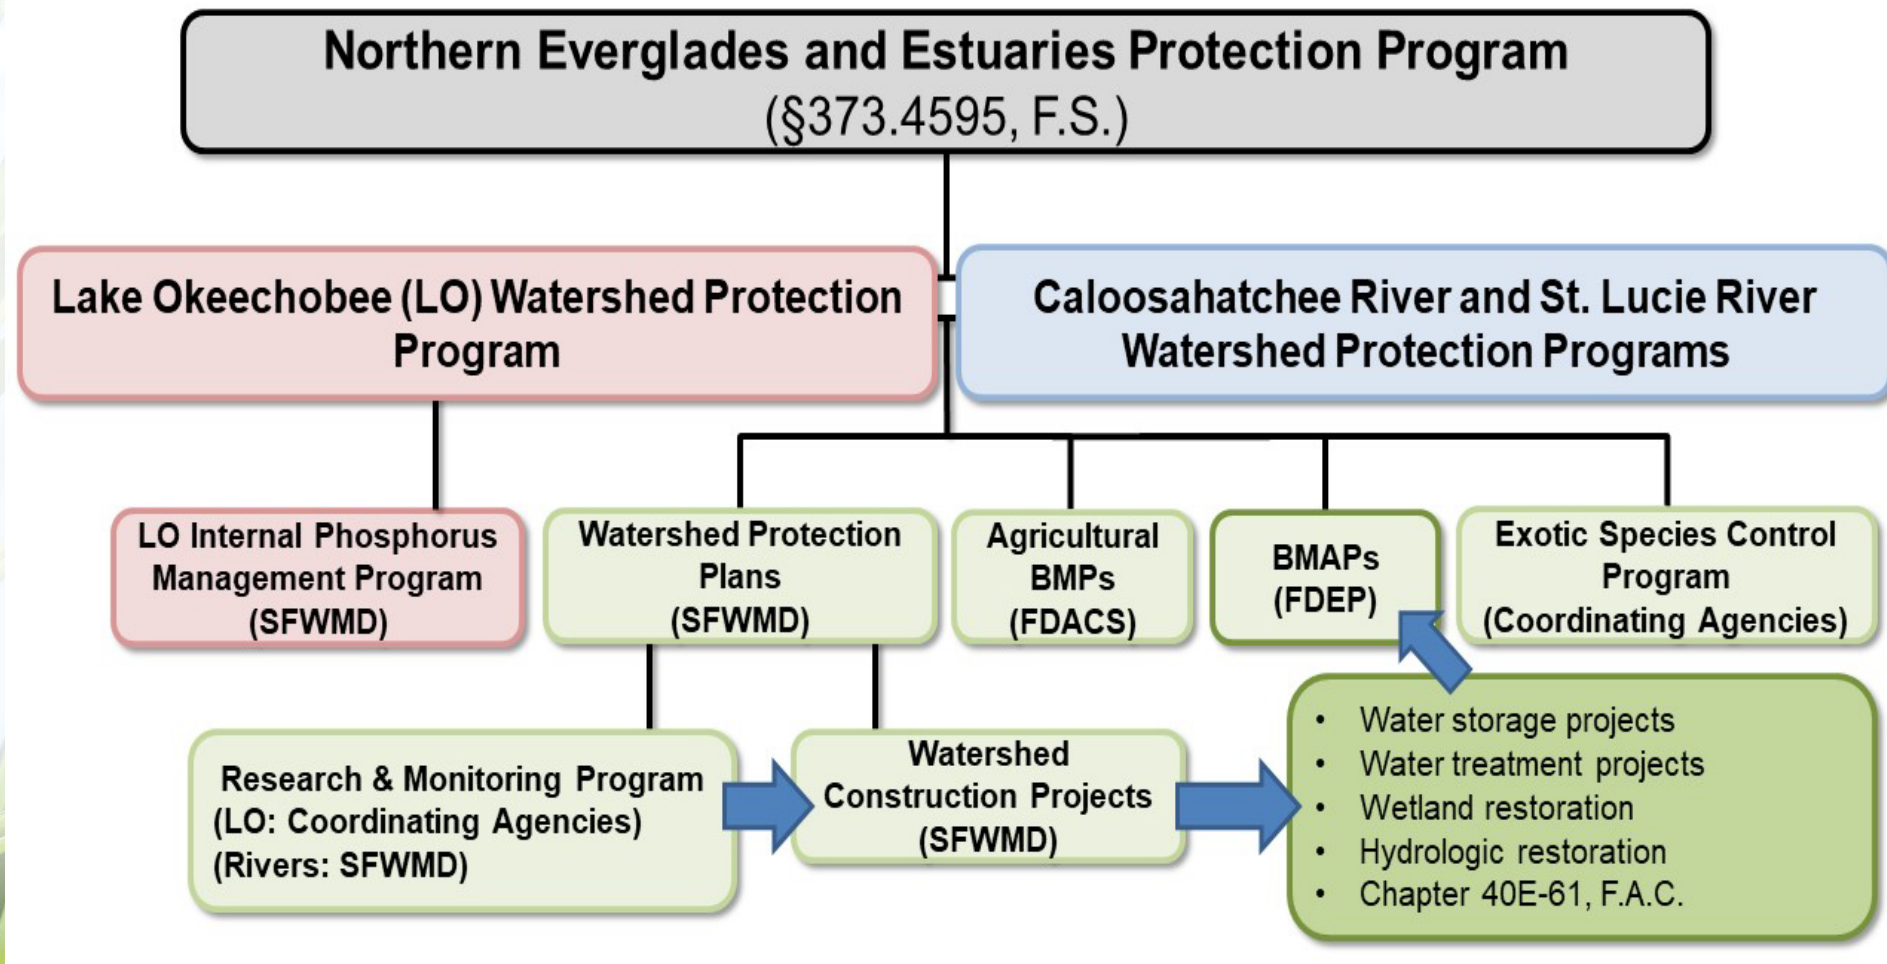 Northern Everglades and Estuaries Protection Program
(§373.4595, F.S.)
Lake Okeechobee (LO) Watershed Protection
Program
Caloosahatchee River and St. Lucie River
Watershed Protection Programs
LO Internal Phosphorus
Management Program
(SFWMD)
Watershed Protection
Plans
(SFWMD)
Agricultural
BMPs
(FDACS)
BMAPs
(FDEP)
Exotic Species Control
Program
(Coordinating Agencies)
Research & Monitoring Program
(LO: Coordinating Agencies)
(Rivers: SFWMD)
Watershed
Construction Projects
(SFWMD)
• Water storage projects
• Water treatment projects
• Wetland restoration
• Hydrologic restoration
• Chapter 40E-61, F.A.C.